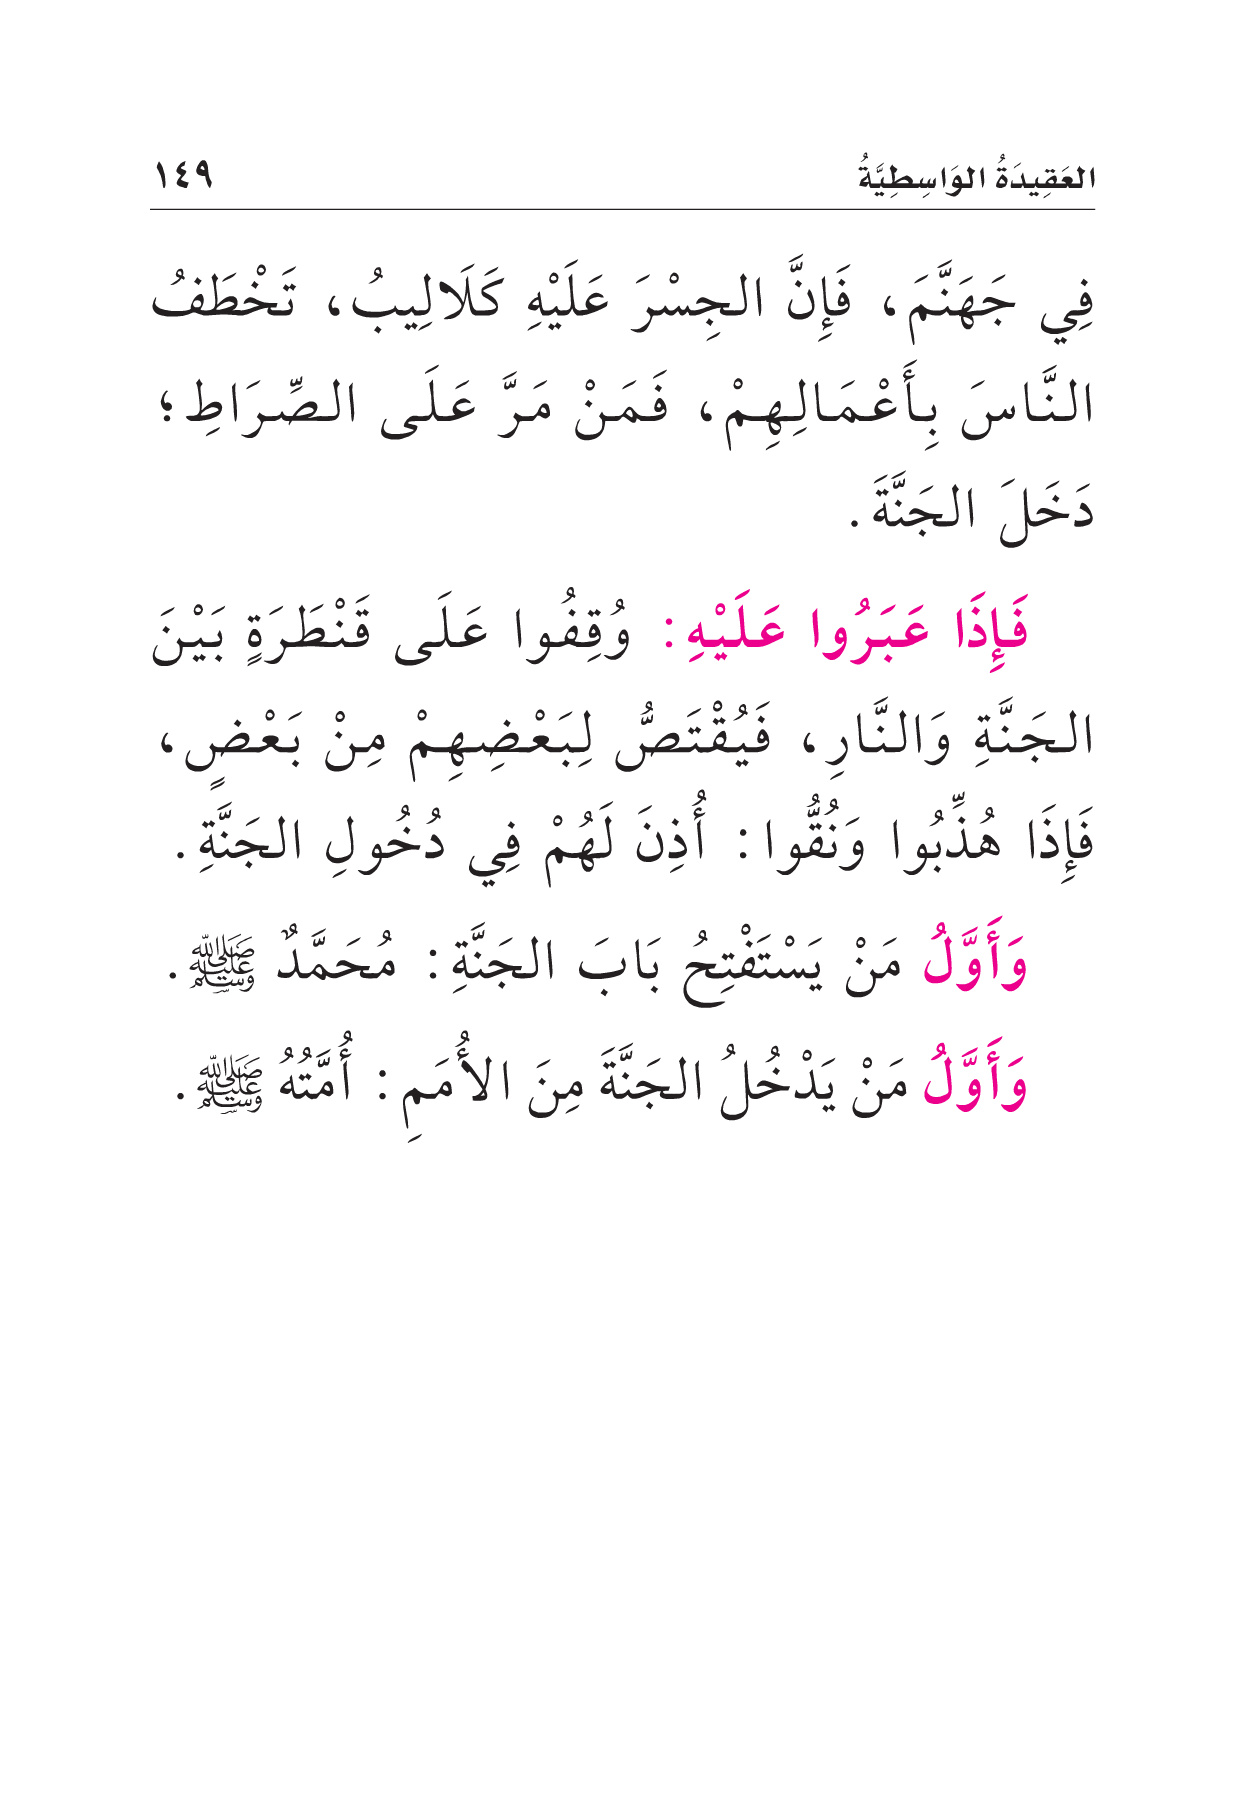 العَقِيدَةُ الوَاسِطِيَّةُ ١٤٩
فِي جَهَنَّمَ، فَإِنَّ الجِسْرَ عَلَيْهِ كَلَالِيبُ، تَخْطَفُ
النَّاسَ بِأَعْمَالِهِمْ، فَمَنْ مَرَّ عَلَى الصِّرَاطِ؛
دَخَلَ الجَنَّةَ.
فَإِذَا عَبَرُوا عَلَيْهِ: وُقِفُوا عَلَى قَنْطَرَةٍ بَيْنَ
الجَنَّةِ وَالنَّارِ، فَيُقْتَصُّ لِبَعْضِهِمْ مِنْ بَعْضٍ،
فَإِذَا هُذِّبُوا وَنُقُّوا: أُذِنَ لَهُمْ فِي دُخُولِ الجَنَّةِ.
وَأَوَّلُ مَنْ يَسْتَفْتِحُ بَابَ الجَنَّةِ: مُحَمَّدٌ ﷺ.
وَأَوَّلُ مَنْ يَدْخُلُ الجَنَّةَ مِنَ الأُمَمِ: أُمَّتُهُ ﷺ.